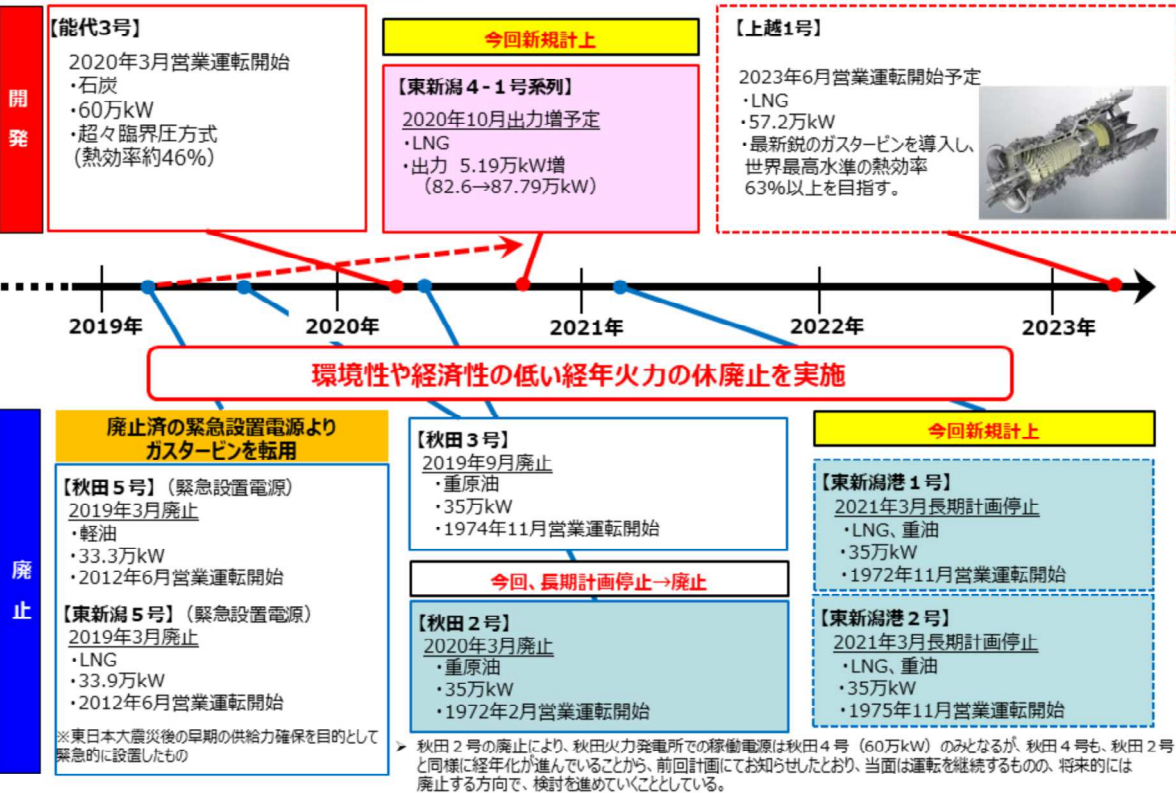 開
発
【能代3号】
2020年3月営業運転開始
・石炭
・60万kW
・超々臨界圧方式
(熱効率約46%)
今回新規計上
【東新潟4-1号系列】
2020年10月出力増予定
・LNG
・出力 5.19万kW増
（82.6→87.79万kW）
【上越1号】
2023年6月営業運転開始予定
・LNG
・57.2万kW
・最新鋭のガスタービンを導入し、
世界最高水準の熱効率
63%以上を目指す。
2019年
2020年
2021年
2022年
2023年
環境性や経済性の低い経年火力の休廃止を実施
廃
止
廃止済の緊急設置電源より
ガスタービンを転用
【秋田５号】（緊急設置電源）
2019年3月廃止
・軽油
・33.3万kW
・2012年6月営業運転開始
【東新潟５号】（緊急設置電源）
2019年3月廃止
・LNG
・33.9万kW
・2012年6月営業運転開始
※東日本大震災後の早期の供給力確保を目的として
緊急的に設置したもの
【秋田３号】
2019年9月廃止
・重原油
・35万kW
・1974年11月営業運転開始
今回、長期計画停止→廃止
【秋田２号】
2020年3月廃止
・重原油
・35万kW
・1972年2月営業運転開始
今回新規計上
【東新潟港１号】
2021年3月長期計画停止
・LNG、重油
・35万kW
・1972年11月営業運転開始
【東新潟港２号】
2021年3月長期計画停止
・LNG、重油
・35万kW
・1975年11月営業運転開始
➢ 秋田２号の廃止により、秋田火力発電所での稼働電源は秋田４号（60万kW）のみとなるが、秋田４号も、秋田２号
と同様に経年化が進んでいることから、前回計画にてお知らせしたとおり、当面は運転を継続するものの、将来的には
廃止する方向で、検討を進めていくこととしている。